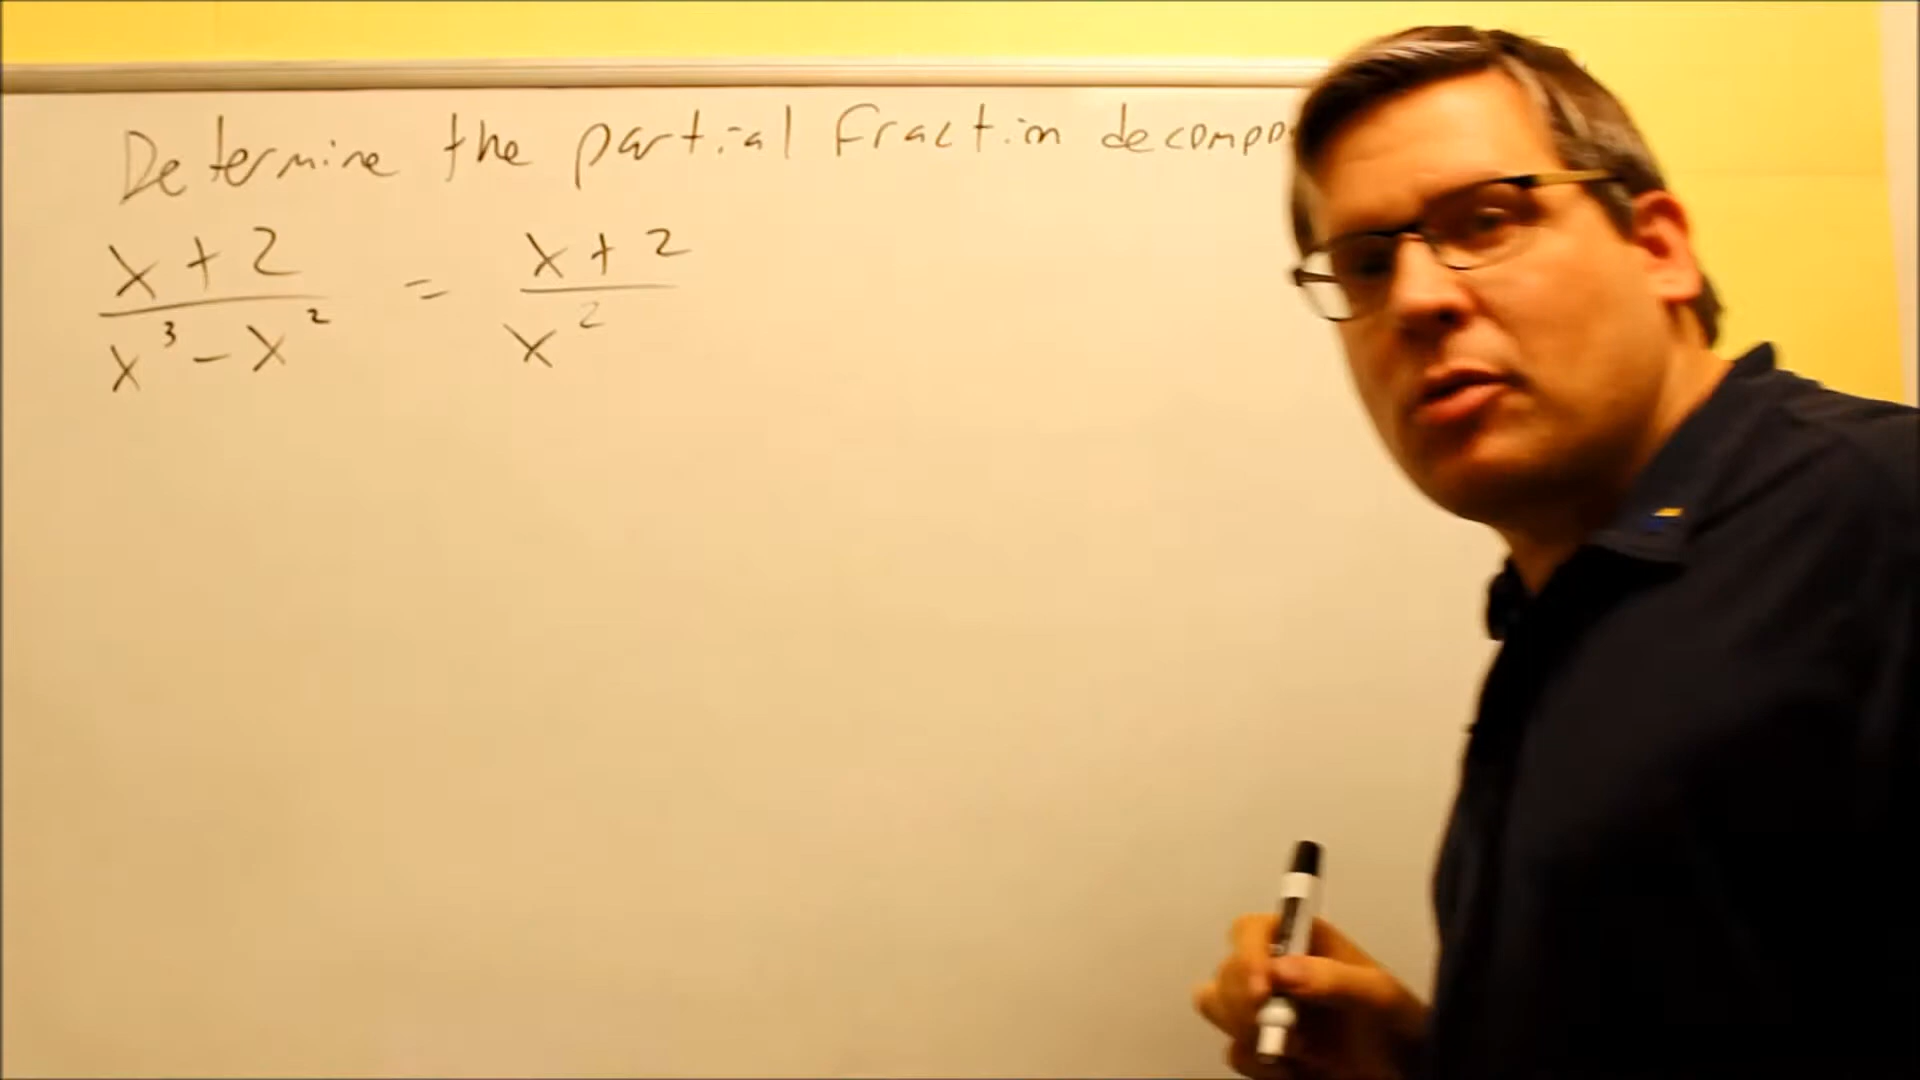 Determine the partial fraction decompo
x + 2 / x³ - x² = x + 2 / x²